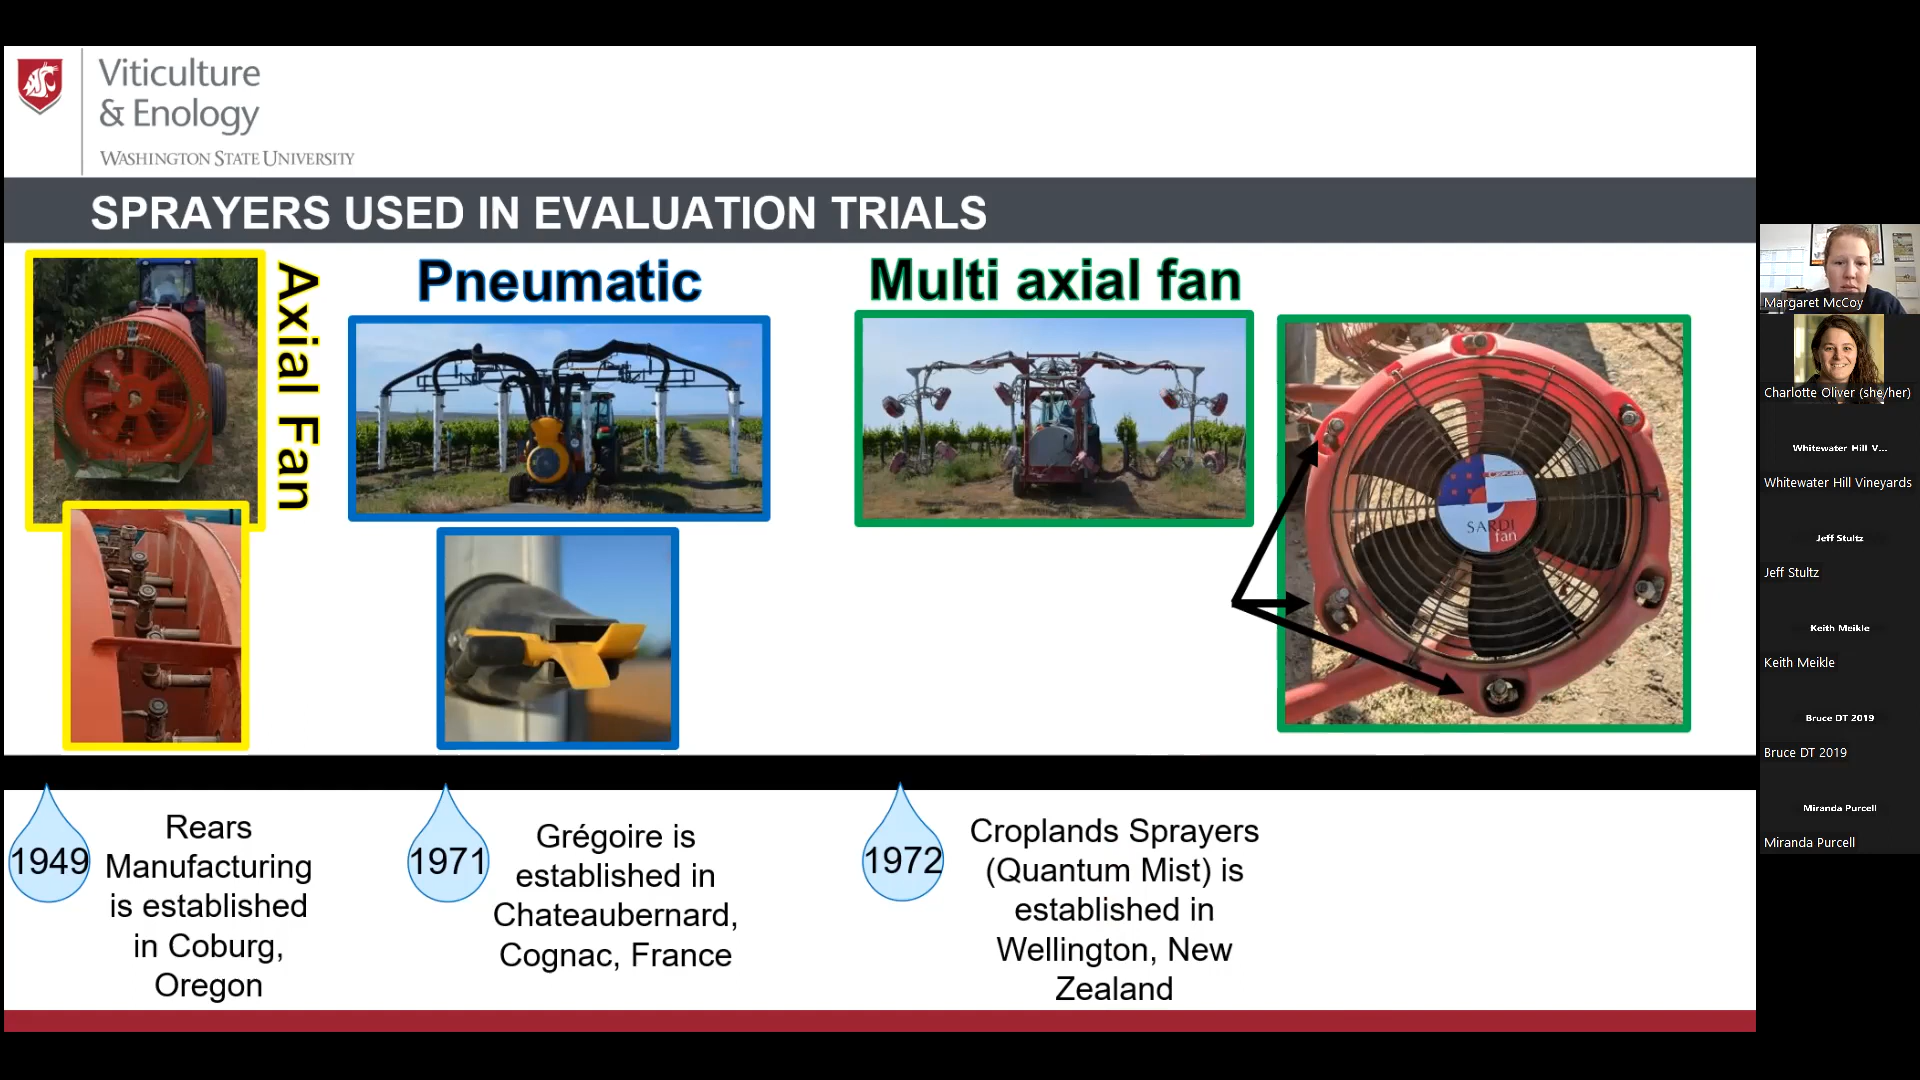 Viticulture
& Enology
WASHINGTON STATE UNIVERSITY
SPRAYERS USED IN EVALUATION TRIALS
Axial Fan
Pneumatic
Multi axial fan
SARDI
fan
1949
Rears
Manufacturing
is established
in Coburg,
Oregon
1971
Grégoire is
established in
Chateaubernard,
Cognac, France
1972
Croplands Sprayers
(Quantum Mist) is
established in
Wellington, New
Zealand
Margaret McCoy
Charlotte Oliver (she/her)
Whitewater Hill V...
Whitewater Hill Vineyards
Jeff Stultz
Jeff Stultz
Keith Meikle
Keith Meikle
Bruce DT 2019
Bruce DT 2019
Miranda Purcell
Miranda Purcell